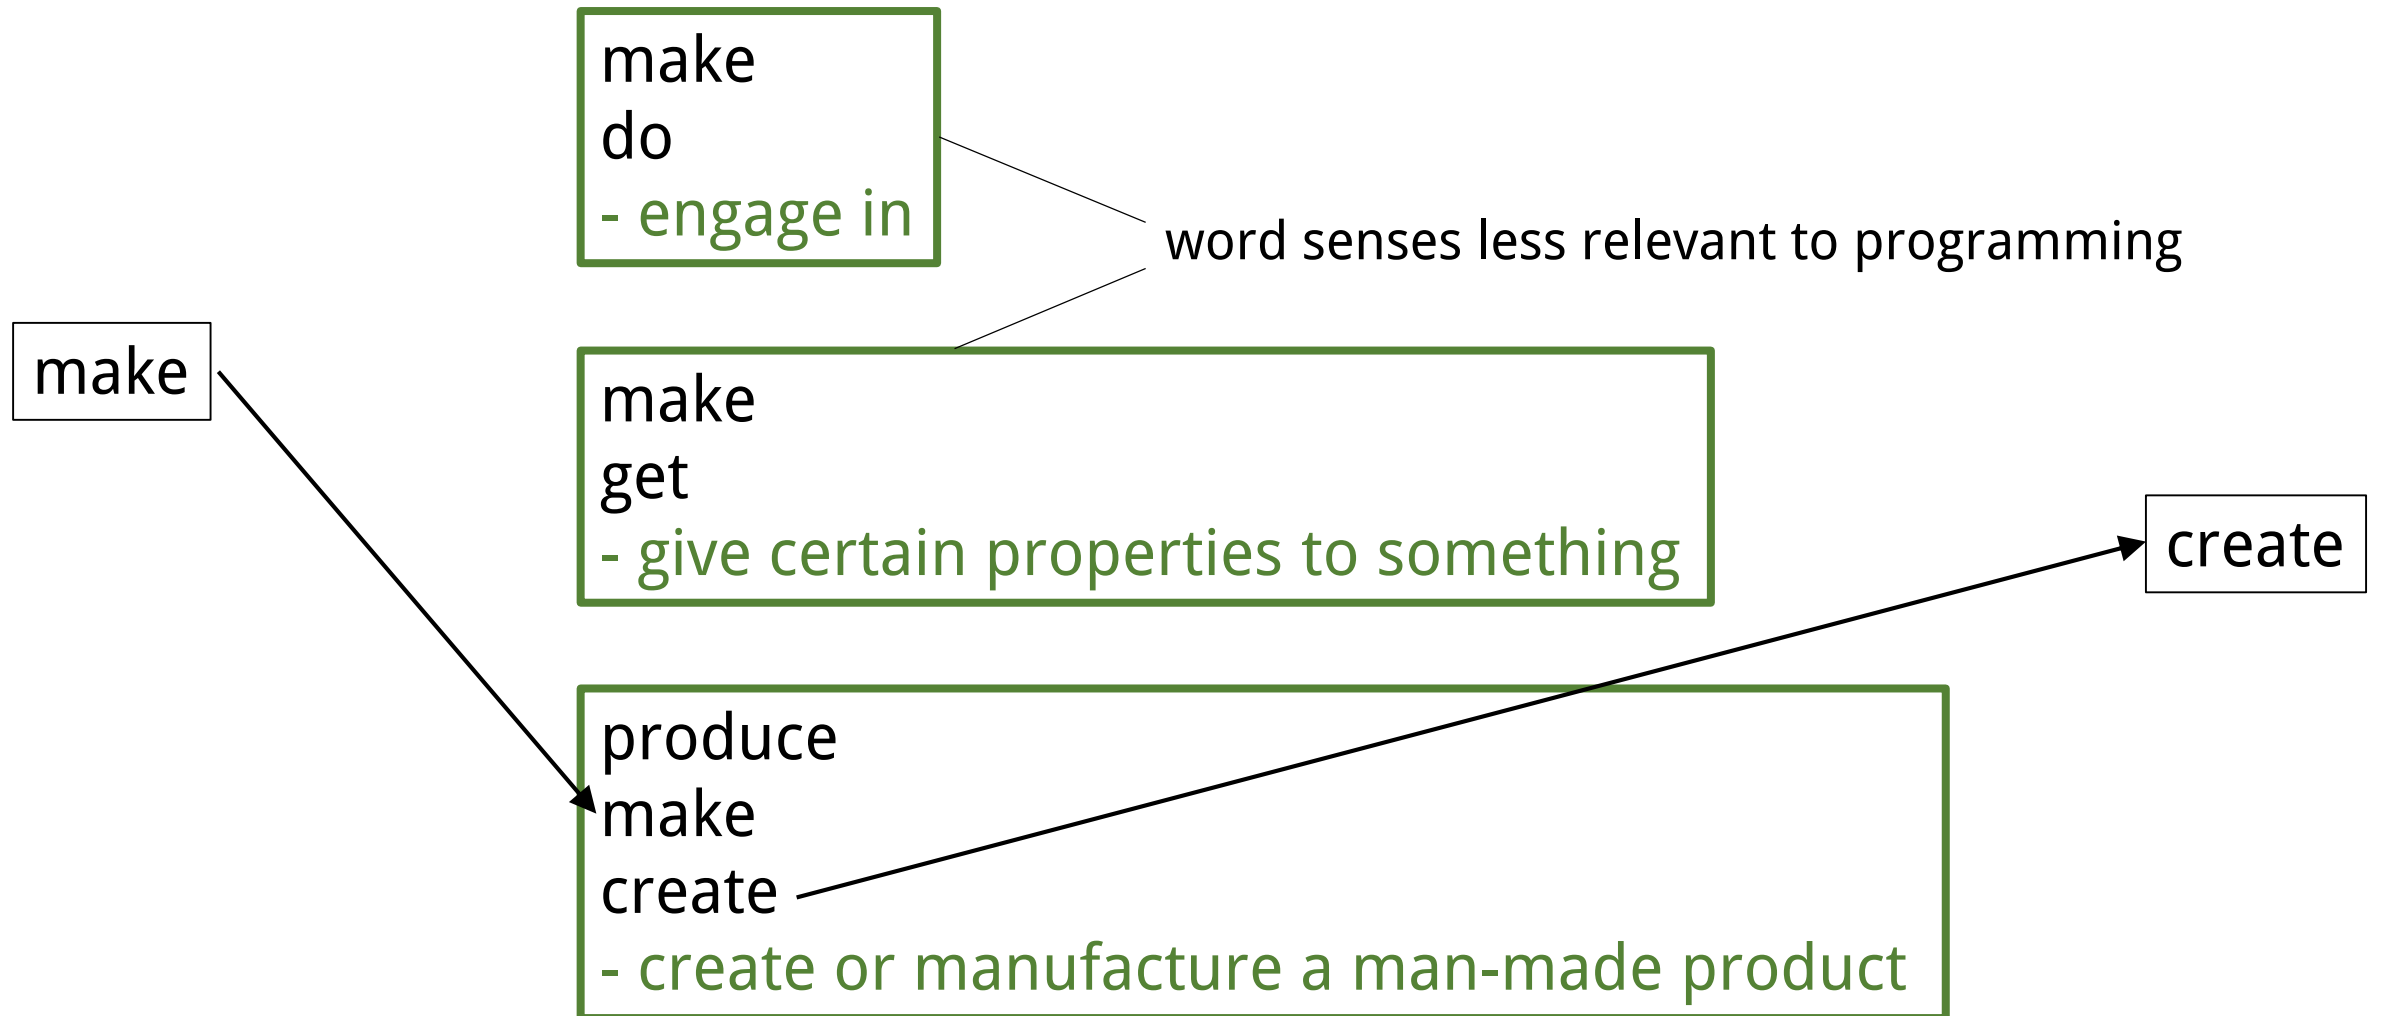 make
do
- engage in
word senses less relevant to programming
make
make
get
- give certain properties to something
create
produce
make
create
- create or manufacture a man-made product